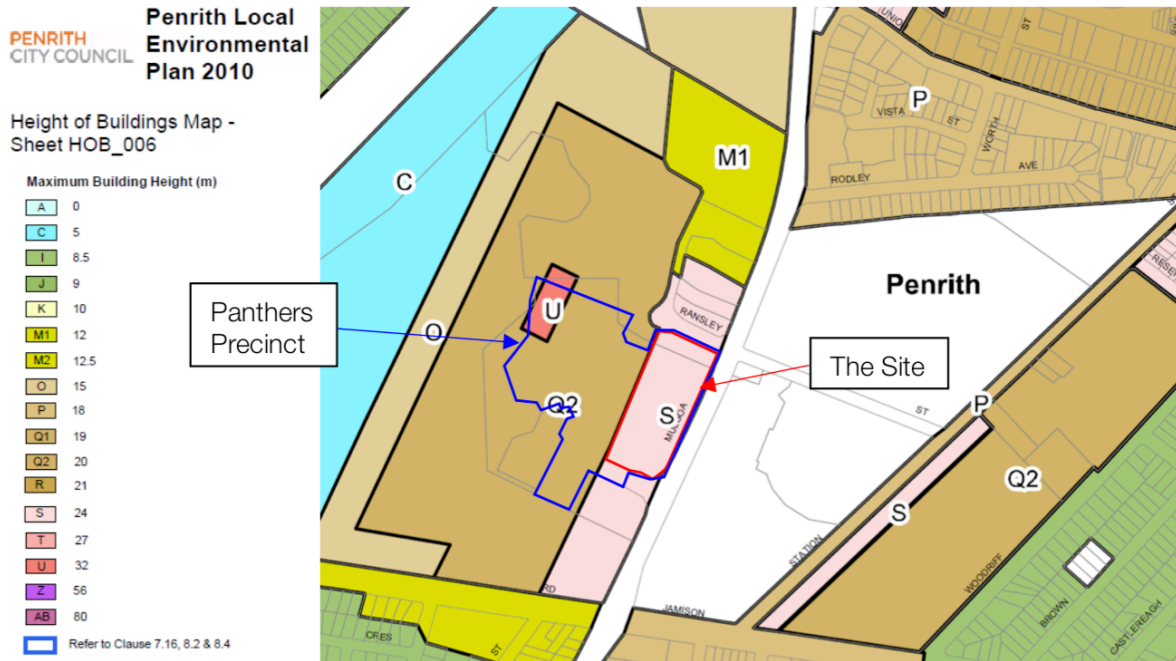 PENRITH
CITY COUNCIL
Penrith Local
Environmental
Plan 2010
Height of Buildings Map -
Sheet HOB_006
Maximum Building Height (m)
A 0
C 5
I 8.5
J 9
K 10
M1 12
M2 12.5
O 15
P 18
Q1 19
Q2 20
R 21
S 24
T 27
U 32
Z 56
AB 80
Refer to Clause 7.16, 8.2 & 8.4
Panthers
Precinct
The Site
UNION
ST
P
VISTA
ST
WORTH
AVE
RODLEY
M1
C
Penrith
RANSLEY
U
O
Q2
S
ST
P
Q2
S
STATION
WOODRIFF
BROWN
CASTLEREAGH
RD
JAMISON
CRES
ST